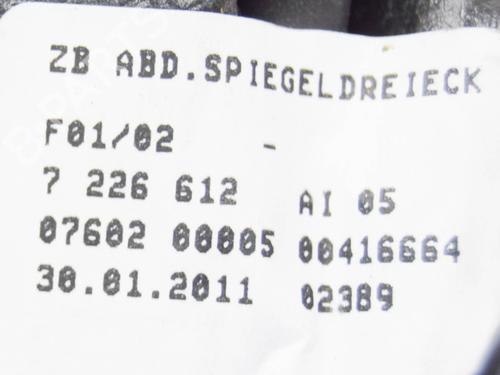 ZB ABD.SPIEGELDREIECK
F01/02 -
7 226 612 AI 05
07602 00005 00416664
30.01.2011 02389